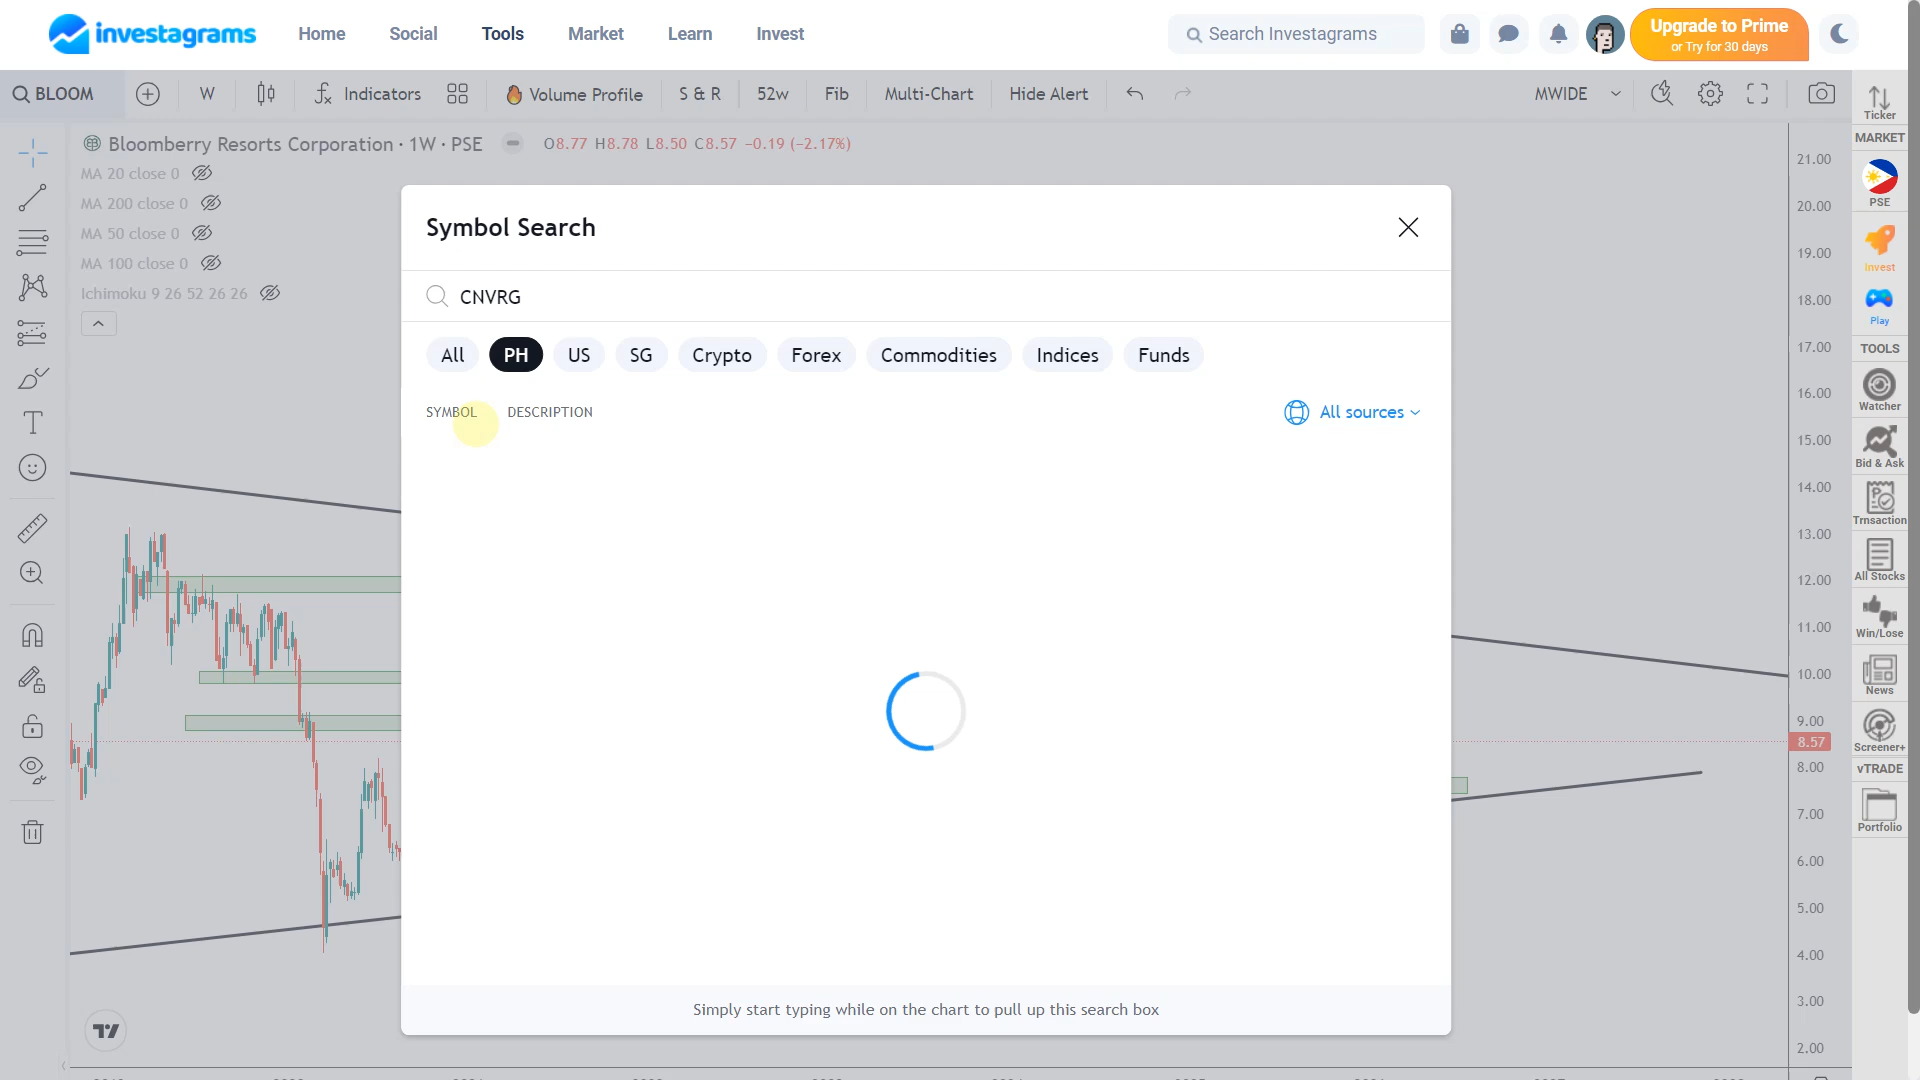 investagrams
Home
Social
Tools
Market
Learn
Invest
Search Investagrams
Upgrade to Prime
or Try for 30 days
BLOOM
W
Indicators
Volume Profile
S & R
52w
Fib
Multi-Chart
Hide Alert
MWIDE
Bloomberry Resorts Corporation · 1W · PSE
O8.77 H8.78 L8.50 C8.57 −0.19 (−2.17%)
MA 20 close 0
MA 200 close 0
MA 50 close 0
MA 100 close 0
Ichimoku 9 26 52 26 26
Symbol Search
CNVRG
All
PH
US
SG
Crypto
Forex
Commodities
Indices
Funds
SYMBOL
DESCRIPTION
All sources
Simply start typing while on the chart to pull up this search box
21.00
20.00
19.00
18.00
17.00
16.00
15.00
14.00
13.00
12.00
11.00
10.00
9.00
8.57
8.00
7.00
6.00
5.00
4.00
3.00
2.00
Ticker
MARKET
PSE
Invest
Play
TOOLS
Watcher
Bid & Ask
Trnsaction
All Stocks
Win/Lose
News
Screener+
vTRADE
Portfolio